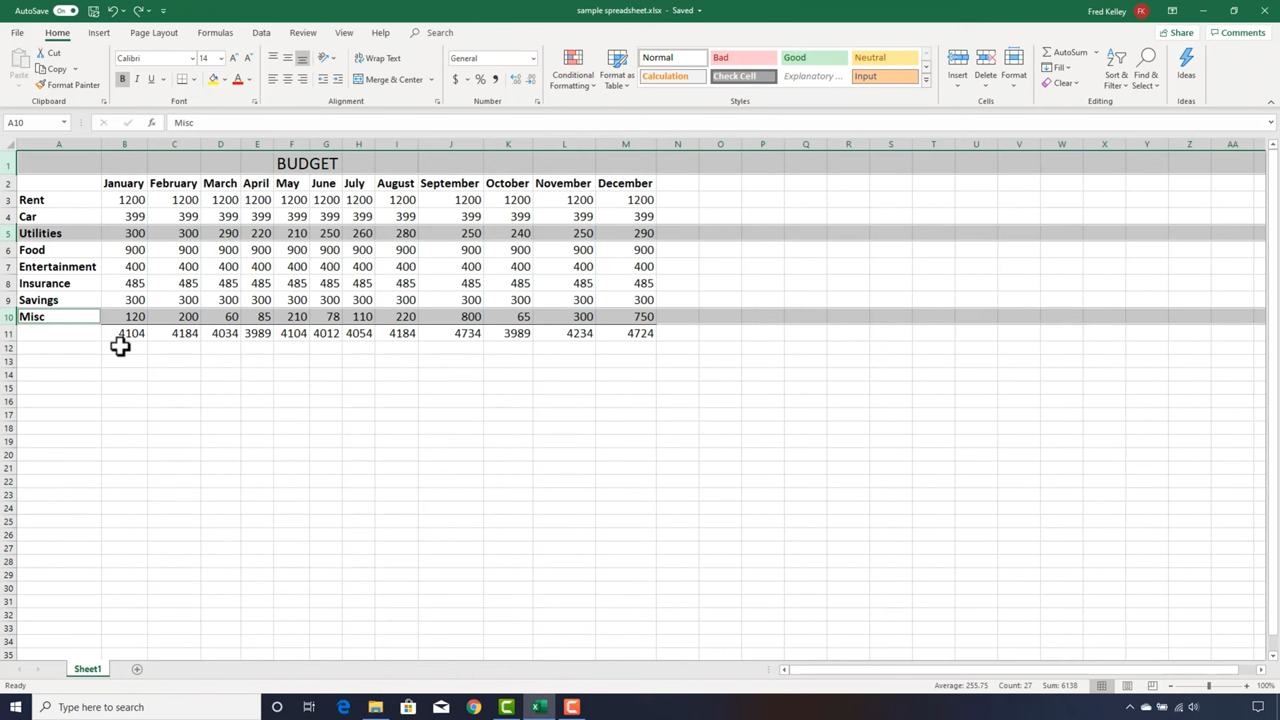 AutoSave On sample spreadsheet.xlsx - Saved Fred Kelley FK
File Home Insert Page Layout Formulas Data Review View Help Search Share Comments
Paste Cut Copy Format Painter Clipboard
Calibri 14 A A B I U A Font
Wrap Text Merge & Center Alignment
General $ % , Number
Conditional Formatting Format as Table
Normal Bad Good Neutral
Calculation Check Cell Explanatory ... Input
Styles
Insert Delete Format Cells
AutoSum Fill Clear Sort & Filter Find & Select Editing
Ideas Ideas
A10 fx Misc
A B C D E F G H I J K L M N O P Q R S T U V W X Y Z AA
1 BUDGET
2 January February March April May June July August September October November December
3 Rent 1200 1200 1200 1200 1200 1200 1200 1200 1200 1200 1200 1200
4 Car 399 399 399 399 399 399 399 399 399 399 399 399
5 Utilities 300 300 290 220 210 250 260 280 250 240 250 290
6 Food 900 900 900 900 900 900 900 900 900 900 900 900
7 Entertainment 400 400 400 400 400 400 400 400 400 400 400 400
8 Insurance 485 485 485 485 485 485 485 485 485 485 485 485
9 Savings 300 300 300 300 300 300 300 300 300 300 300 300
10 Misc 120 200 60 85 210 78 110 220 800 65 300 750
11 4104 4184 4034 3989 4104 4012 4054 4184 4734 3989 4234 4724
12
13
14
15
16
17
18
19
20
21
22
23
24
25
26
27
28
29
30
31
32
33
34
35
Sheet1
Ready Average: 255.75 Count: 27 Sum: 6138 100%
Type here to search